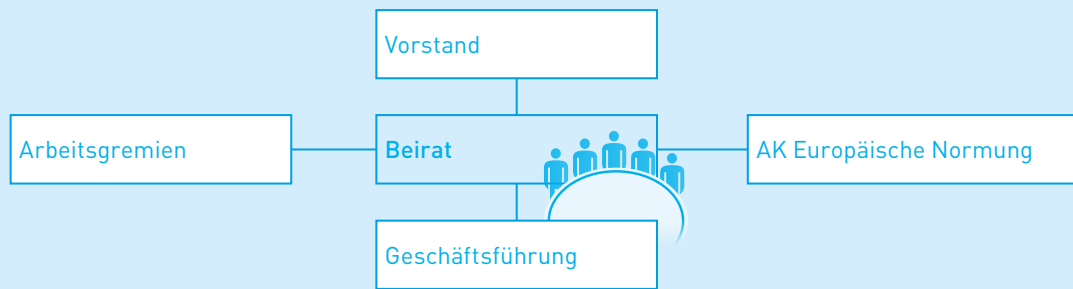 Vorstand
Arbeitsgremien
Beirat
AK Europäische Normung
Geschäftsführung